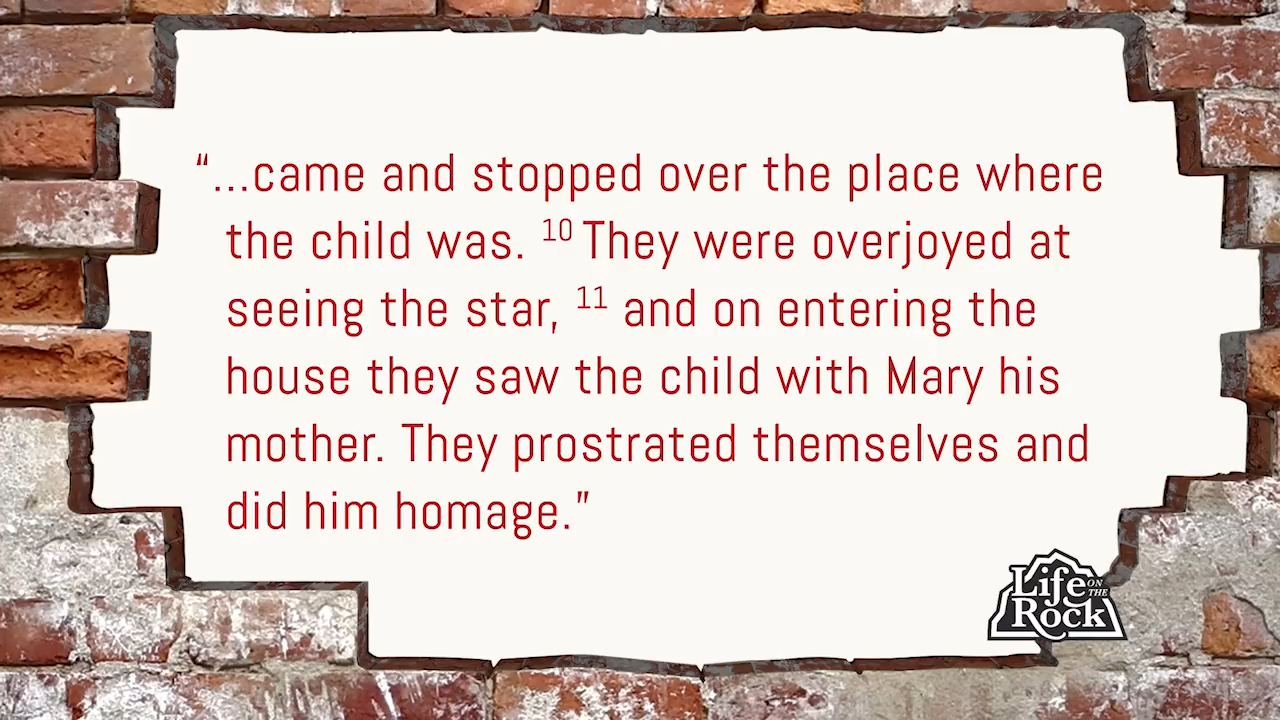 “...came and stopped over the place where
the child was. 10 They were overjoyed at
seeing the star, 11 and on entering the
house they saw the child with Mary his
mother. They prostrated themselves and
did him homage.”
Life ON THE
Rock